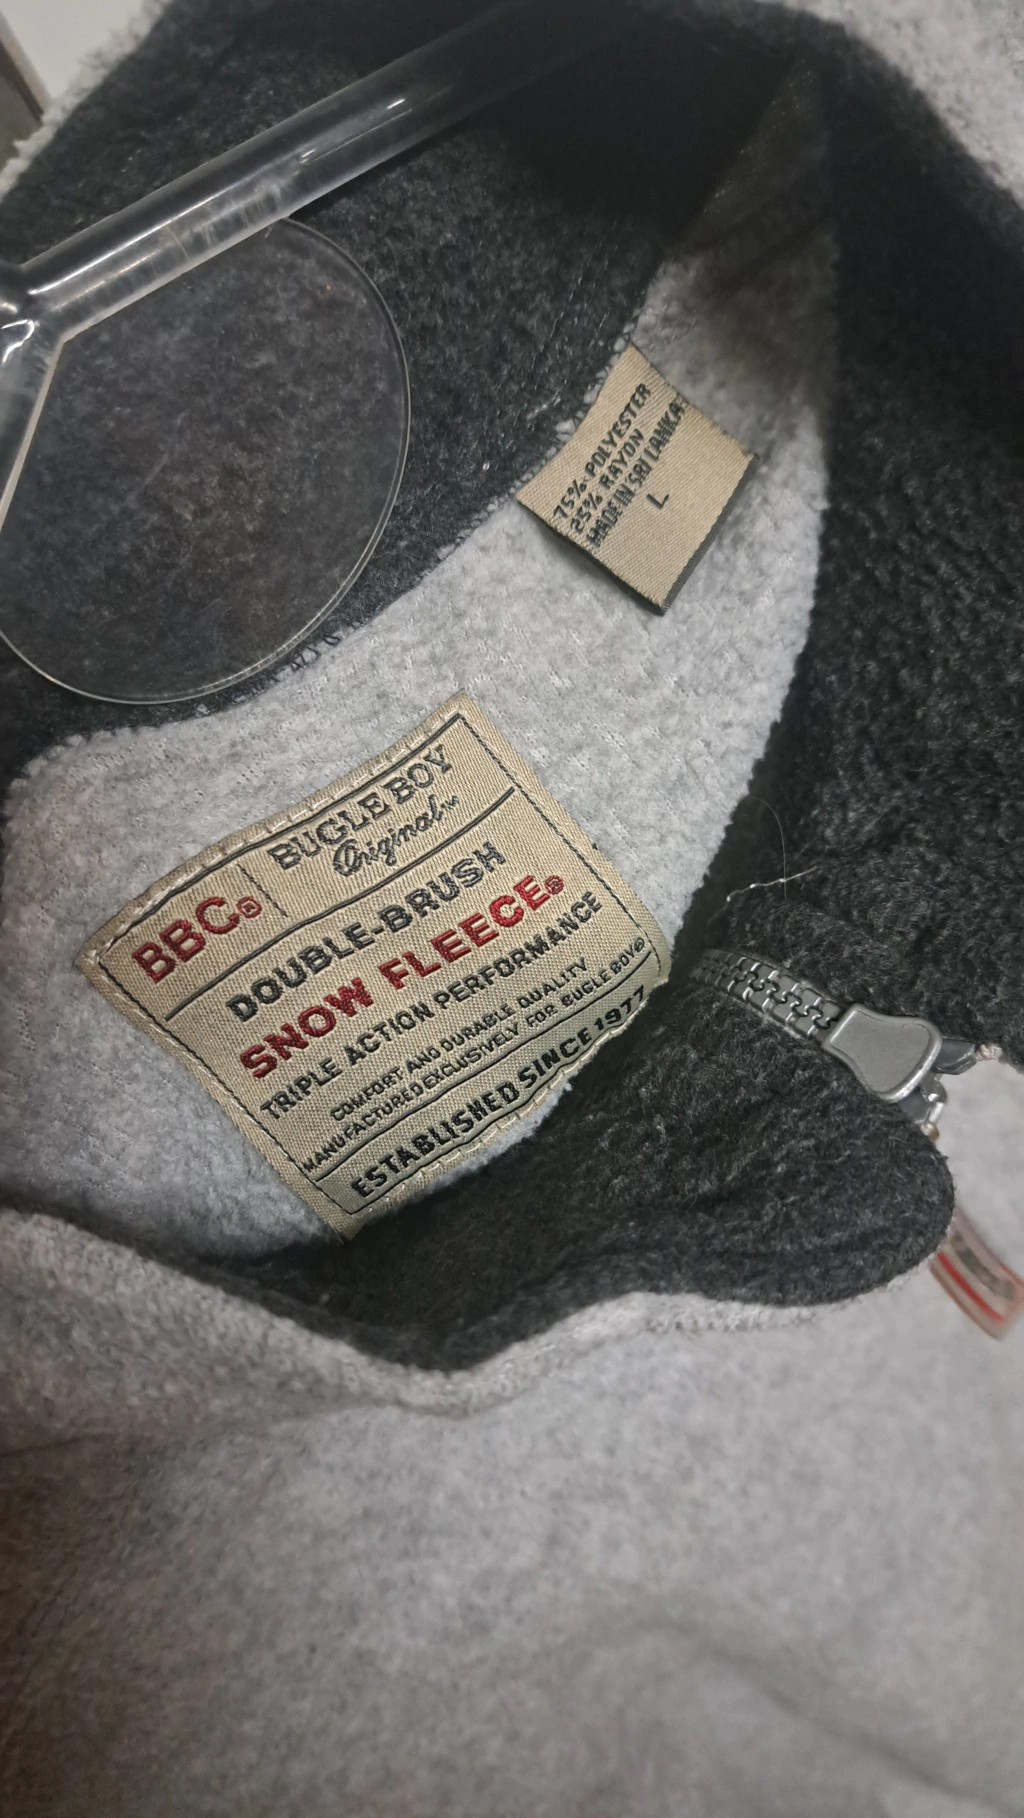 75% POLYESTER
25% RAYON
MADE IN SRI LANKA
L
BBC®
BUGLE BOY
Original™
DOUBLE-BRUSH
SNOW FLEECE®
TRIPLE ACTION PERFORMANCE
COMFORT AND DURABLE QUALITY
MANUFACTURED EXCLUSIVELY FOR BUGLE BOY®
ESTABLISHED SINCE 1977